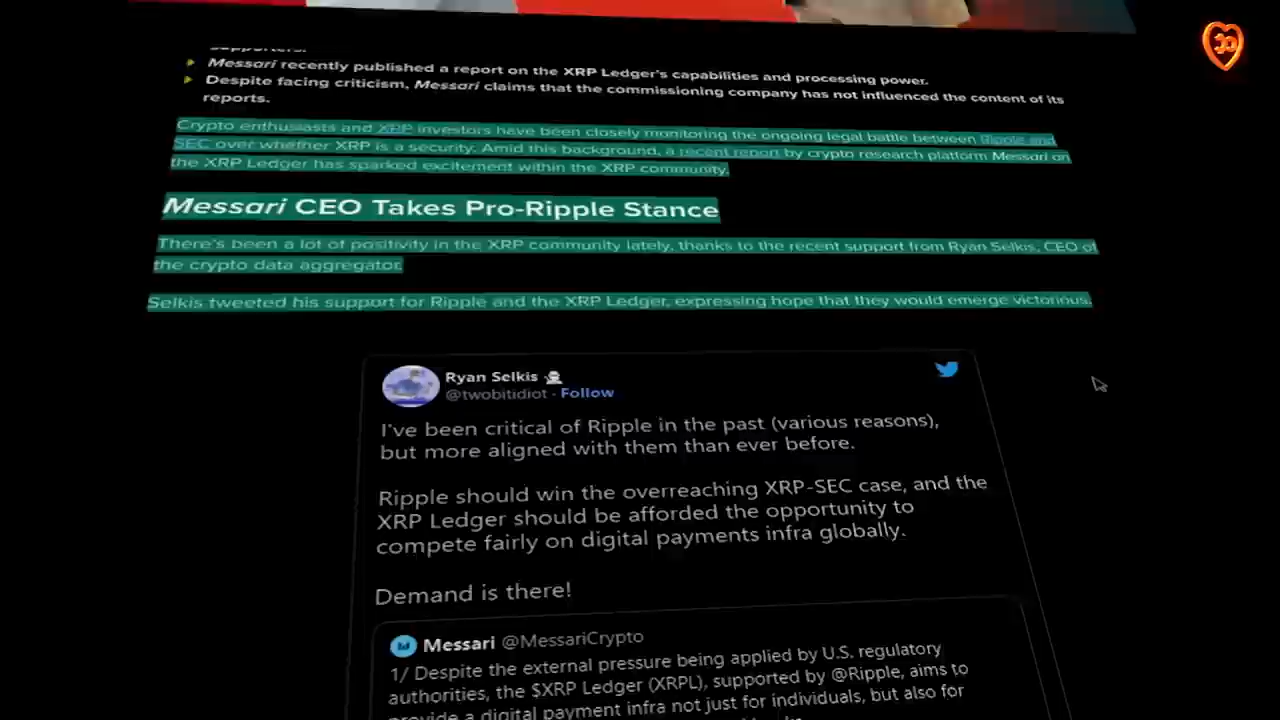 supporters.
Messari recently published a report on the XRP Ledger's capabilities and processing power.
Despite facing criticism, Messari claims that the commissioning company has not influenced the content of its
reports.
Crypto enthusiasts and XRP investors have been closely monitoring the ongoing legal battle between Ripple and
SEC over whether XRP is a security. Amid this background, a recent report by crypto research platform Messari on
the XRP Ledger has sparked excitement within the XRP community.
Messari CEO Takes Pro-Ripple Stance
There's been a lot of positivity in the XRP community lately, thanks to the recent support from Ryan Selkis, CEO of
the crypto data aggregator.
Selkis tweeted his support for Ripple and the XRP Ledger, expressing hope that they would emerge victorious.
Ryan Selkis
@twobitidiot · Follow
I've been critical of Ripple in the past (various reasons),
but more aligned with them than ever before.
Ripple should win the overreaching XRP-SEC case, and the
XRP Ledger should be afforded the opportunity to
compete fairly on digital payments infra globally.
Demand is there!
Messari @MessariCrypto
1/ Despite the external pressure being applied by U.S. regulatory
authorities, the $XRP Ledger (XRPL), supported by @Ripple, aims to
provide a digital payment infra not just for individuals, but also for